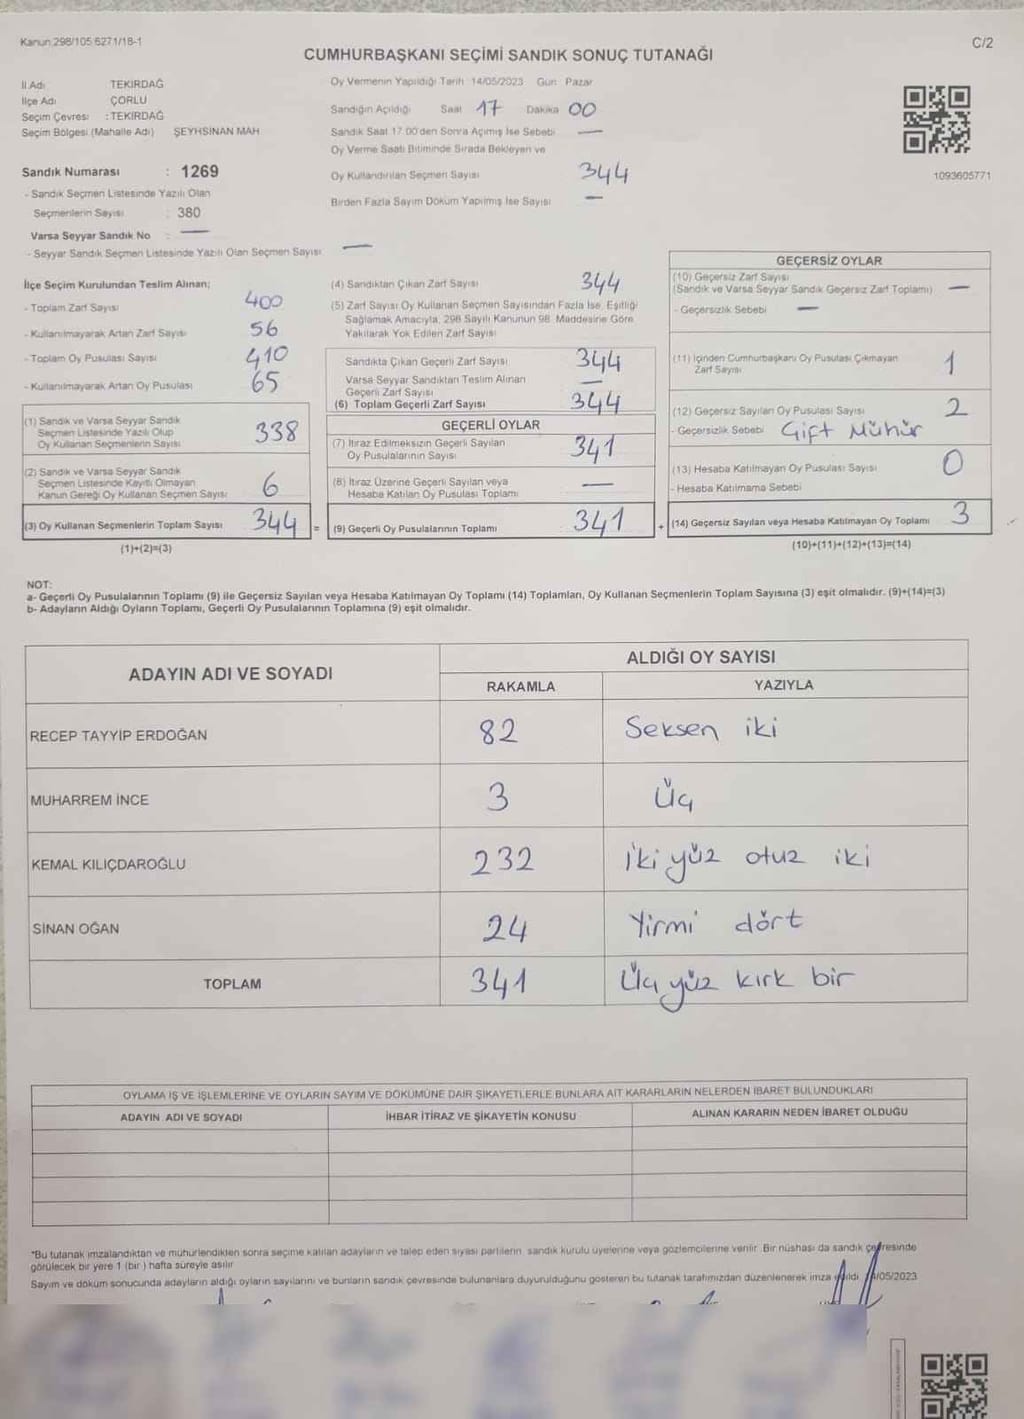 Kanun 298/105 6271/18-1
C/2
CUMHURBAŞKANI SEÇİMİ SANDIK SONUÇ TUTANAĞI
İl Adı TEKİRDAĞ
İlçe Adı ÇORLU
Seçim Çevresi : TEKİRDAĞ
Seçim Bölgesi (Mahalle Adı) ŞEYHSİNAN MAH
Oy Vermenin Yapıldığı Tarih 14/05/2023 Gün Pazar
Sandığın Açıldığı Saat 17 Dakika 00
Sandık Saat 17.00'den Sonra Açılmış İse Sebebi —
Oy Verme Saati Bitiminde Sırada Bekleyen ve
Oy Kullandırılan Seçmen Sayısı 344
Birden Fazla Sayım Döküm Yapılmış İse Sayısı —
1093605771
Sandık Numarası : 1269
- Sandık Seçmen Listesinde Yazılı Olan
Seçmenlerin Sayısı : 380
Varsa Seyyar Sandık No : —
- Seyyar Sandık Seçmen Listesinde Yazılı Olan Seçmen Sayısı —
İlçe Seçim Kurulundan Teslim Alınan;
- Toplam Zarf Sayısı 400
- Kullanılmayarak Artan Zarf Sayısı 56
- Toplam Oy Pusulası Sayısı 410
- Kullanılmayarak Artan Oy Pusulası 65
(1) Sandık ve Varsa Seyyar Sandık
Seçmen Listesinde Yazılı Olup
Oy Kullanan Seçmenlerin Sayısı 338
(2) Sandık ve Varsa Seyyar Sandık
Seçmen Listesinde Kayıtlı Olmayan
Kanun Gereği Oy Kullanan Seçmen Sayısı 6
(3) Oy Kullanan Seçmenlerin Toplam Sayısı 344 =
(1)+(2)=(3)
(4) Sandıktan Çıkan Zarf Sayısı 344
(5) Zarf Sayısı Oy Kullanan Seçmen Sayısından Fazla İse, Eşitliği
Sağlamak Amacıyla, 298 Sayılı Kanunun 98. Maddesine Göre
Yakılarak Yok Edilen Zarf Sayısı
Sandıkta Çıkan Geçerli Zarf Sayısı 344
Varsa Seyyar Sandıktan Teslim Alınan
Geçerli Zarf Sayısı —
(6) Toplam Geçerli Zarf Sayısı 344
GEÇERLİ OYLAR
(7) İtiraz Edilmeksizin Geçerli Sayılan
Oy Pusulalarının Sayısı 341
(8) İtiraz Üzerine Geçerli Sayılan veya
Hesaba Katılan Oy Pusulası Toplamı —
(9) Geçerli Oy Pusulalarının Toplamı 341 +
GEÇERSİZ OYLAR
(10) Geçersiz Zarf Sayısı
(Sandık ve Varsa Seyyar Sandık Geçersiz Zarf Toplamı) —
- Geçersizlik Sebebi —
(11) İçinden Cumhurbaşkanı Oy Pusulası Çıkmayan
Zarf Sayısı 1
(12) Geçersiz Sayılan Oy Pusulası Sayısı 2
- Geçersizlik Sebebi Çift Mühür
(13) Hesaba Katılmayan Oy Pusulası Sayısı 0
- Hesaba Katılmama Sebebi
(14) Geçersiz Sayılan veya Hesaba Katılmayan Oy Toplamı 3
(10)+(11)+(12)+(13)=(14)
NOT:
a- Geçerli Oy Pusulalarının Toplamı (9) ile Geçersiz Sayılan veya Hesaba Katılmayan Oy Toplamı (14) Toplamları, Oy Kullanan Seçmenlerin Toplam Sayısına (3) eşit olmalıdır. (9)+(14)=(3)
b- Adayların Aldığı Oyların Toplamı, Geçerli Oy Pusulalarının Toplamına (9) eşit olmalıdır.
ADAYIN ADI VE SOYADI
ALDIĞI OY SAYISI
RAKAMLA YAZIYLA
RECEP TAYYİP ERDOĞAN 82 Seksen iki
MUHARREM İNCE 3 Üç
KEMAL KILIÇDAROĞLU 232 İki yüz otuz iki
SİNAN OĞAN 24 Yirmi dört
TOPLAM 341 Üç yüz kırk bir
OYLAMA İŞ VE İŞLEMLERİNE VE OYLARIN SAYIM VE DÖKÜMÜNE DAİR ŞİKAYETLERLE BUNLARA AİT KARARLARIN NELERDEN İBARET BULUNDUKLARI
ADAYIN ADI VE SOYADI İHBAR İTİRAZ VE ŞİKAYETİN KONUSU ALINAN KARARIN NEDEN İBARET OLDUĞU
*Bu tutanak imzalandıktan ve mühürlendikten sonra seçime katılan adayların ve talep eden siyasi partilerin sandık kurulu üyelerine veya gözlemcilerine verilir. Bir nüshası da sandık çevresinde
görülecek bir yere 1 (bir) hafta süreyle asılır
Sayım ve döküm sonucunda adayların aldığı oyların sayılarını ve bunların sandık çevresinde bulunanlara duyurulduğunu gösteren bu tutanak tarafımızdan düzenlenerek imza /05/2023